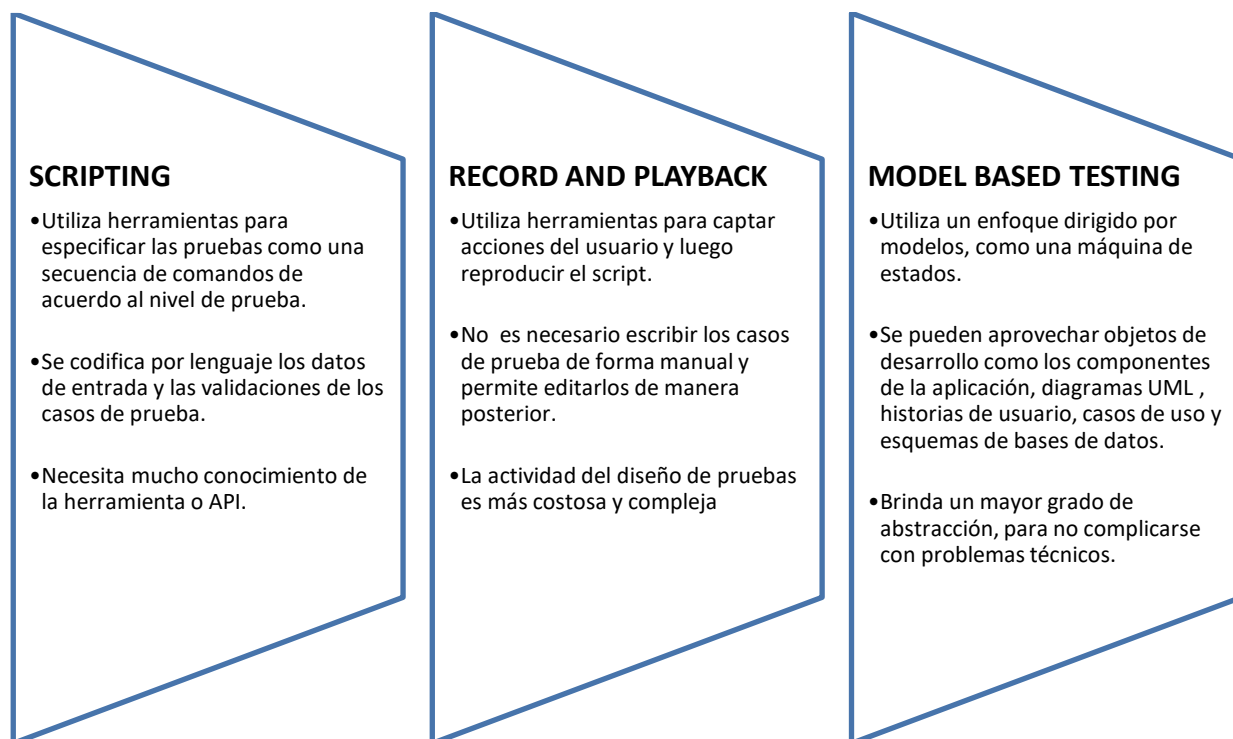 SCRIPTING
•Utiliza herramientas para
especificar las pruebas como una
secuencia de comandos de
acuerdo al nivel de prueba.
•Se codifica por lenguaje los datos
de entrada y las validaciones de los
casos de prueba.
•Necesita mucho conocimiento de
la herramienta o API.
RECORD AND PLAYBACK
•Utiliza herramientas para captar
acciones del usuario y luego
reproducir el script.
•No es necesario escribir los casos
de prueba de forma manual y
permite editarlos de manera
posterior.
•La actividad del diseño de pruebas
es más costosa y compleja
MODEL BASED TESTING
•Utiliza un enfoque dirigido por
modelos, como una máquina de
estados.
•Se pueden aprovechar objetos de
desarrollo como los componentes
de la aplicación, diagramas UML ,
historias de usuario, casos de uso y
esquemas de bases de datos.
•Brinda un mayor grado de
abstracción, para no complicarse
con problemas técnicos.